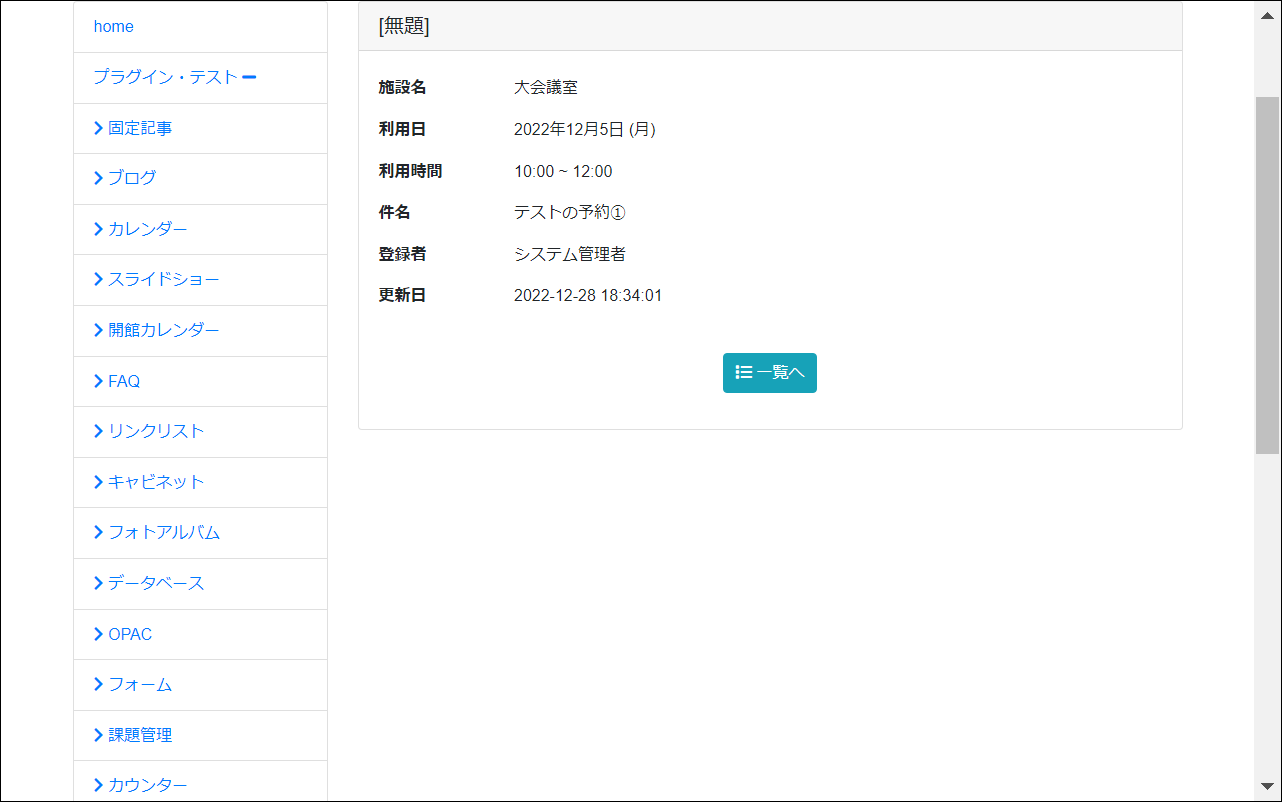 home
プラグイン・テスト
固定記事
ブログ
カレンダー
スライドショー
開館カレンダー
FAQ
リンクリスト
キャビネット
フォトアルバム
データベース
OPAC
フォーム
課題管理
カウンター
[無題]
施設名 大会議室
利用日 2022年12月5日 (月)
利用時間 10:00 ~ 12:00
件名 テストの予約①
登録者 システム管理者
更新日 2022-12-28 18:34:01
一覧へ